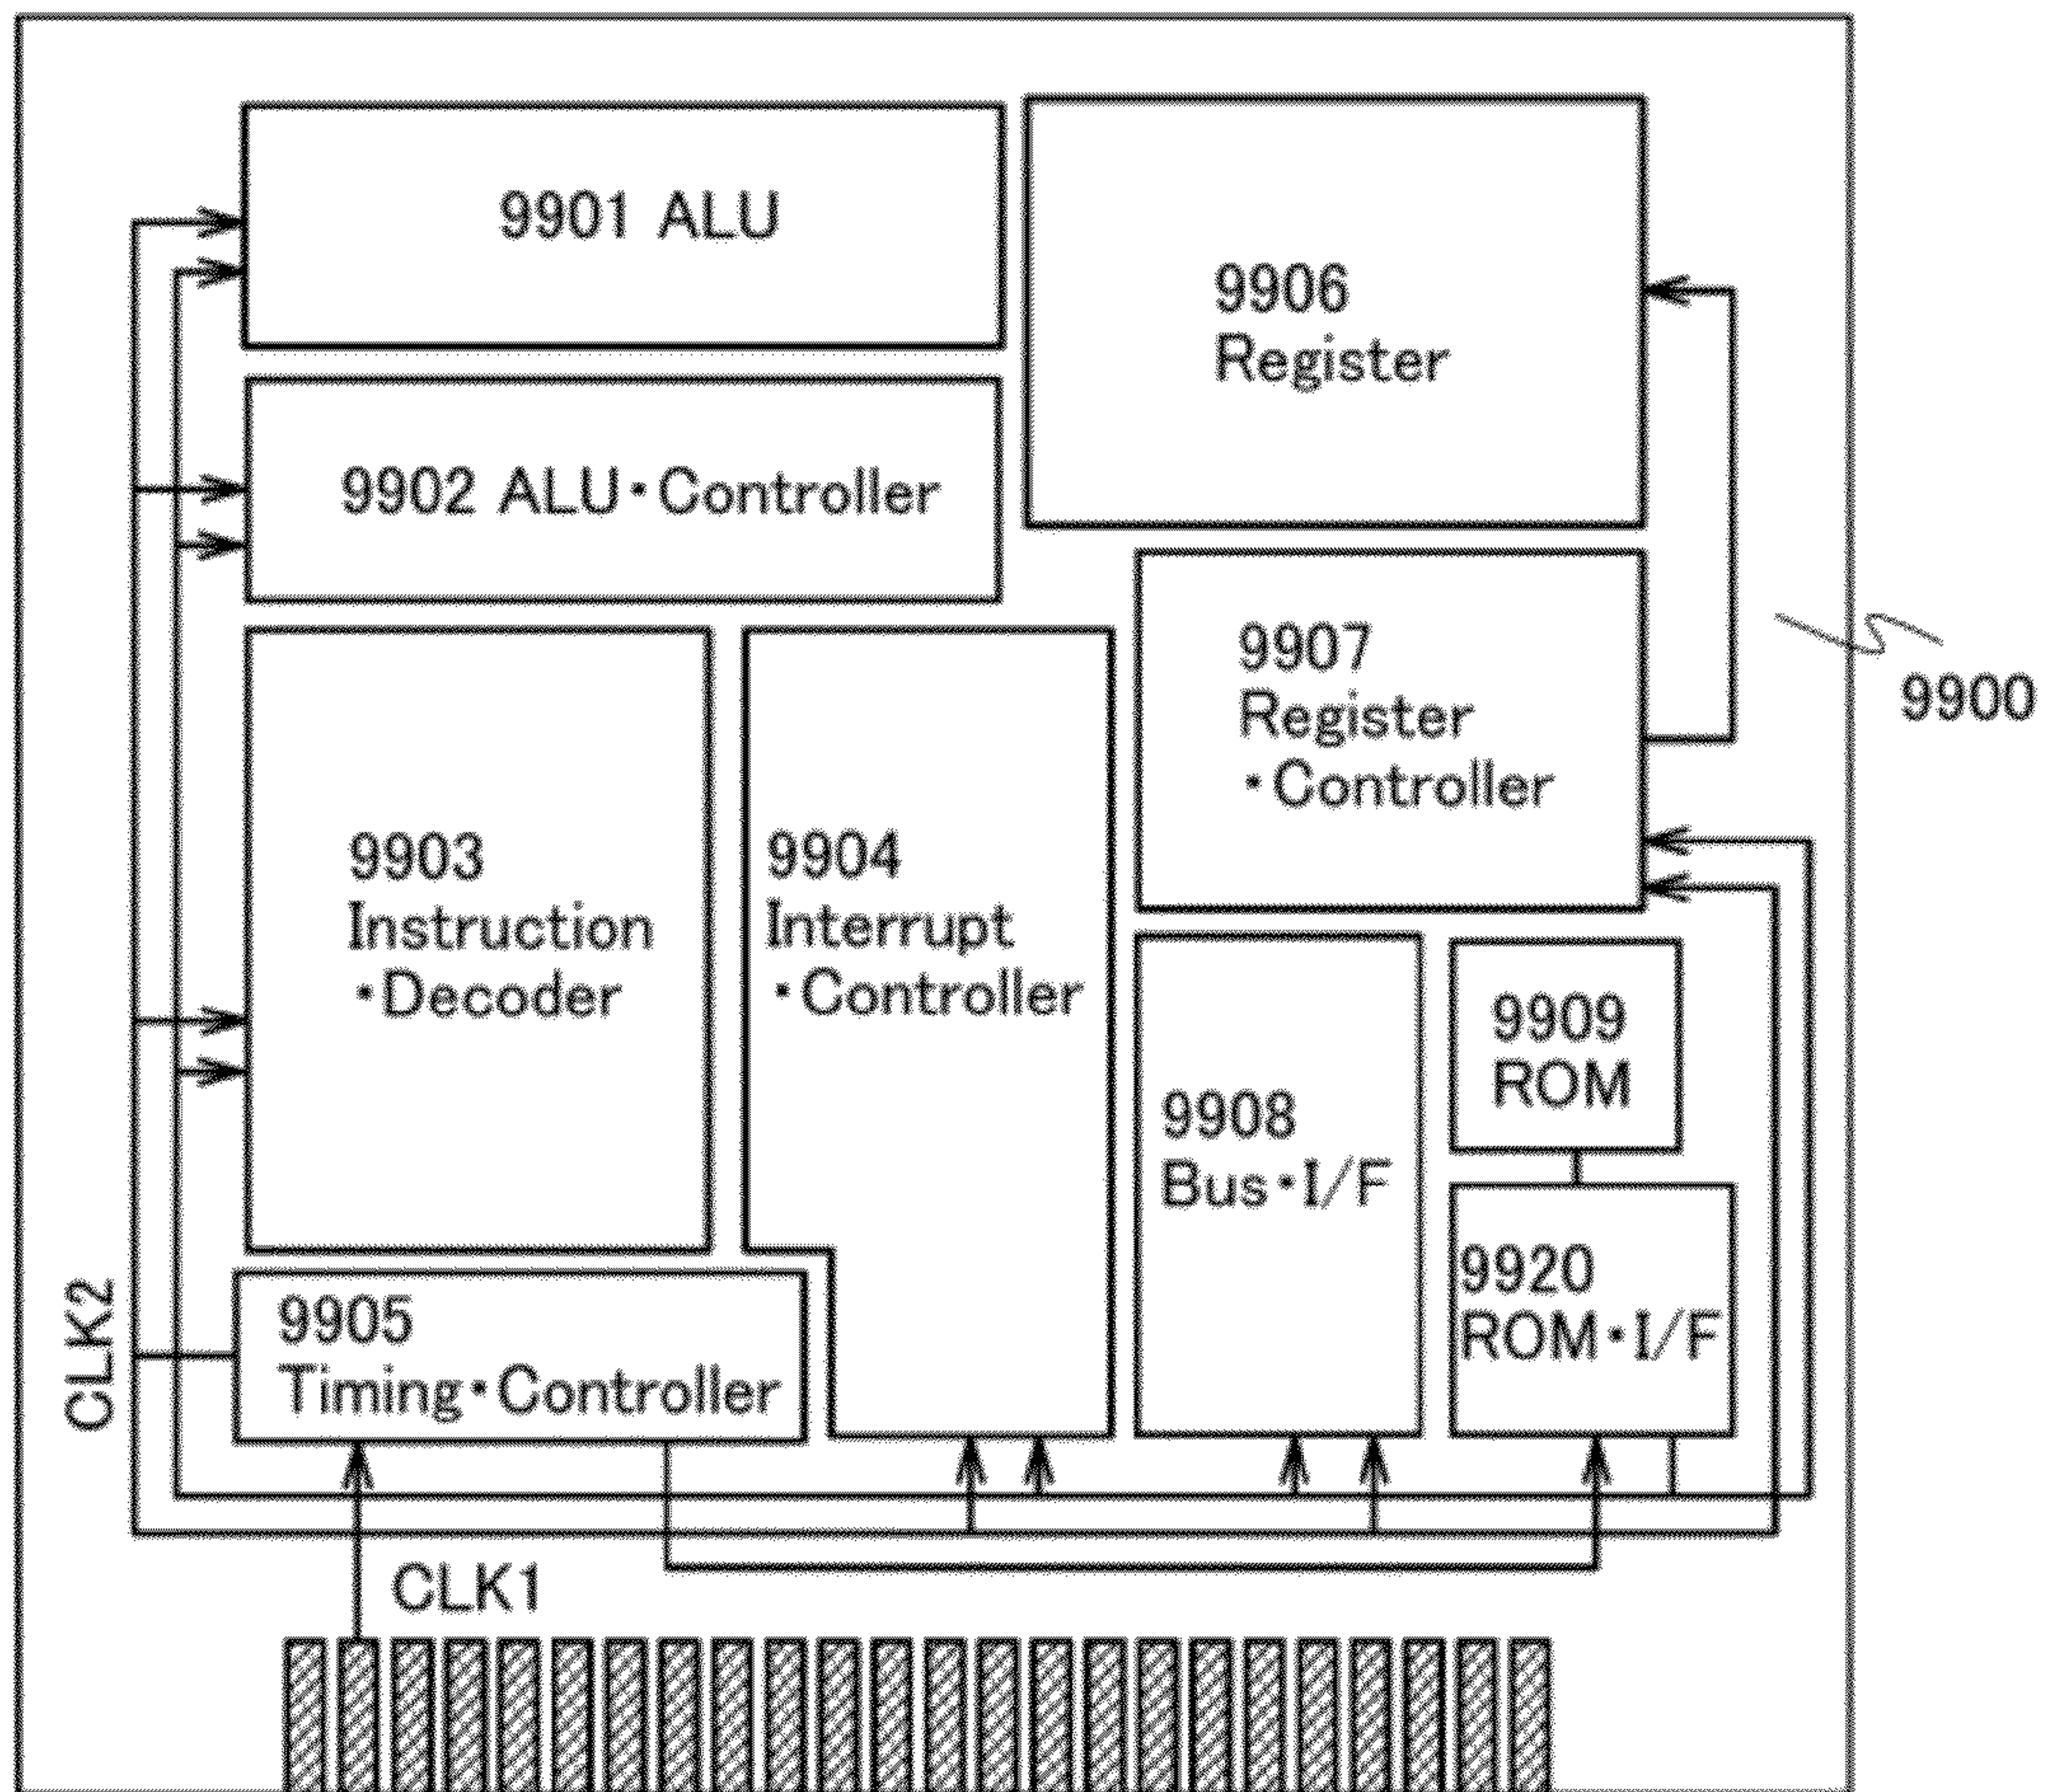 9901 ALU
9906
Register
9902 ALU・Controller
9907
Register
・Controller
9900
9903
Instruction
・Decoder
9904
Interrupt
・Controller
9908
Bus・I/F
9909
ROM
9920
ROM・I/F
9905
Timing・Controller
CLK2
CLK1